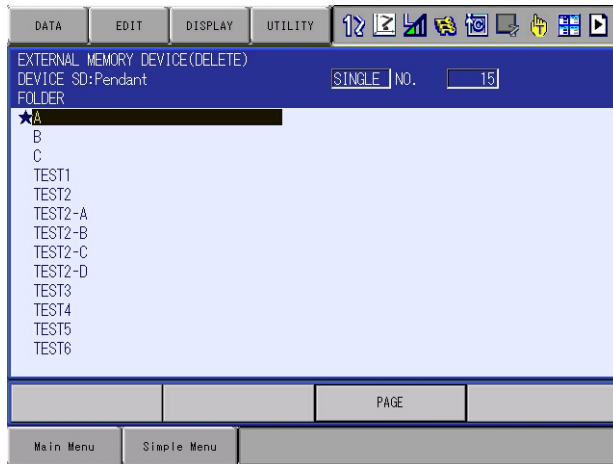 DATA EDIT DISPLAY UTILITY
EXTERNAL MEMORY DEVICE(DELETE)
DEVICE SD:Pendant SINGLE NO. 15
FOLDER
★A
B
C
TEST1
TEST2
TEST2-A
TEST2-B
TEST2-C
TEST2-D
TEST3
TEST4
TEST5
TEST6
PAGE
Main Menu Simple Menu